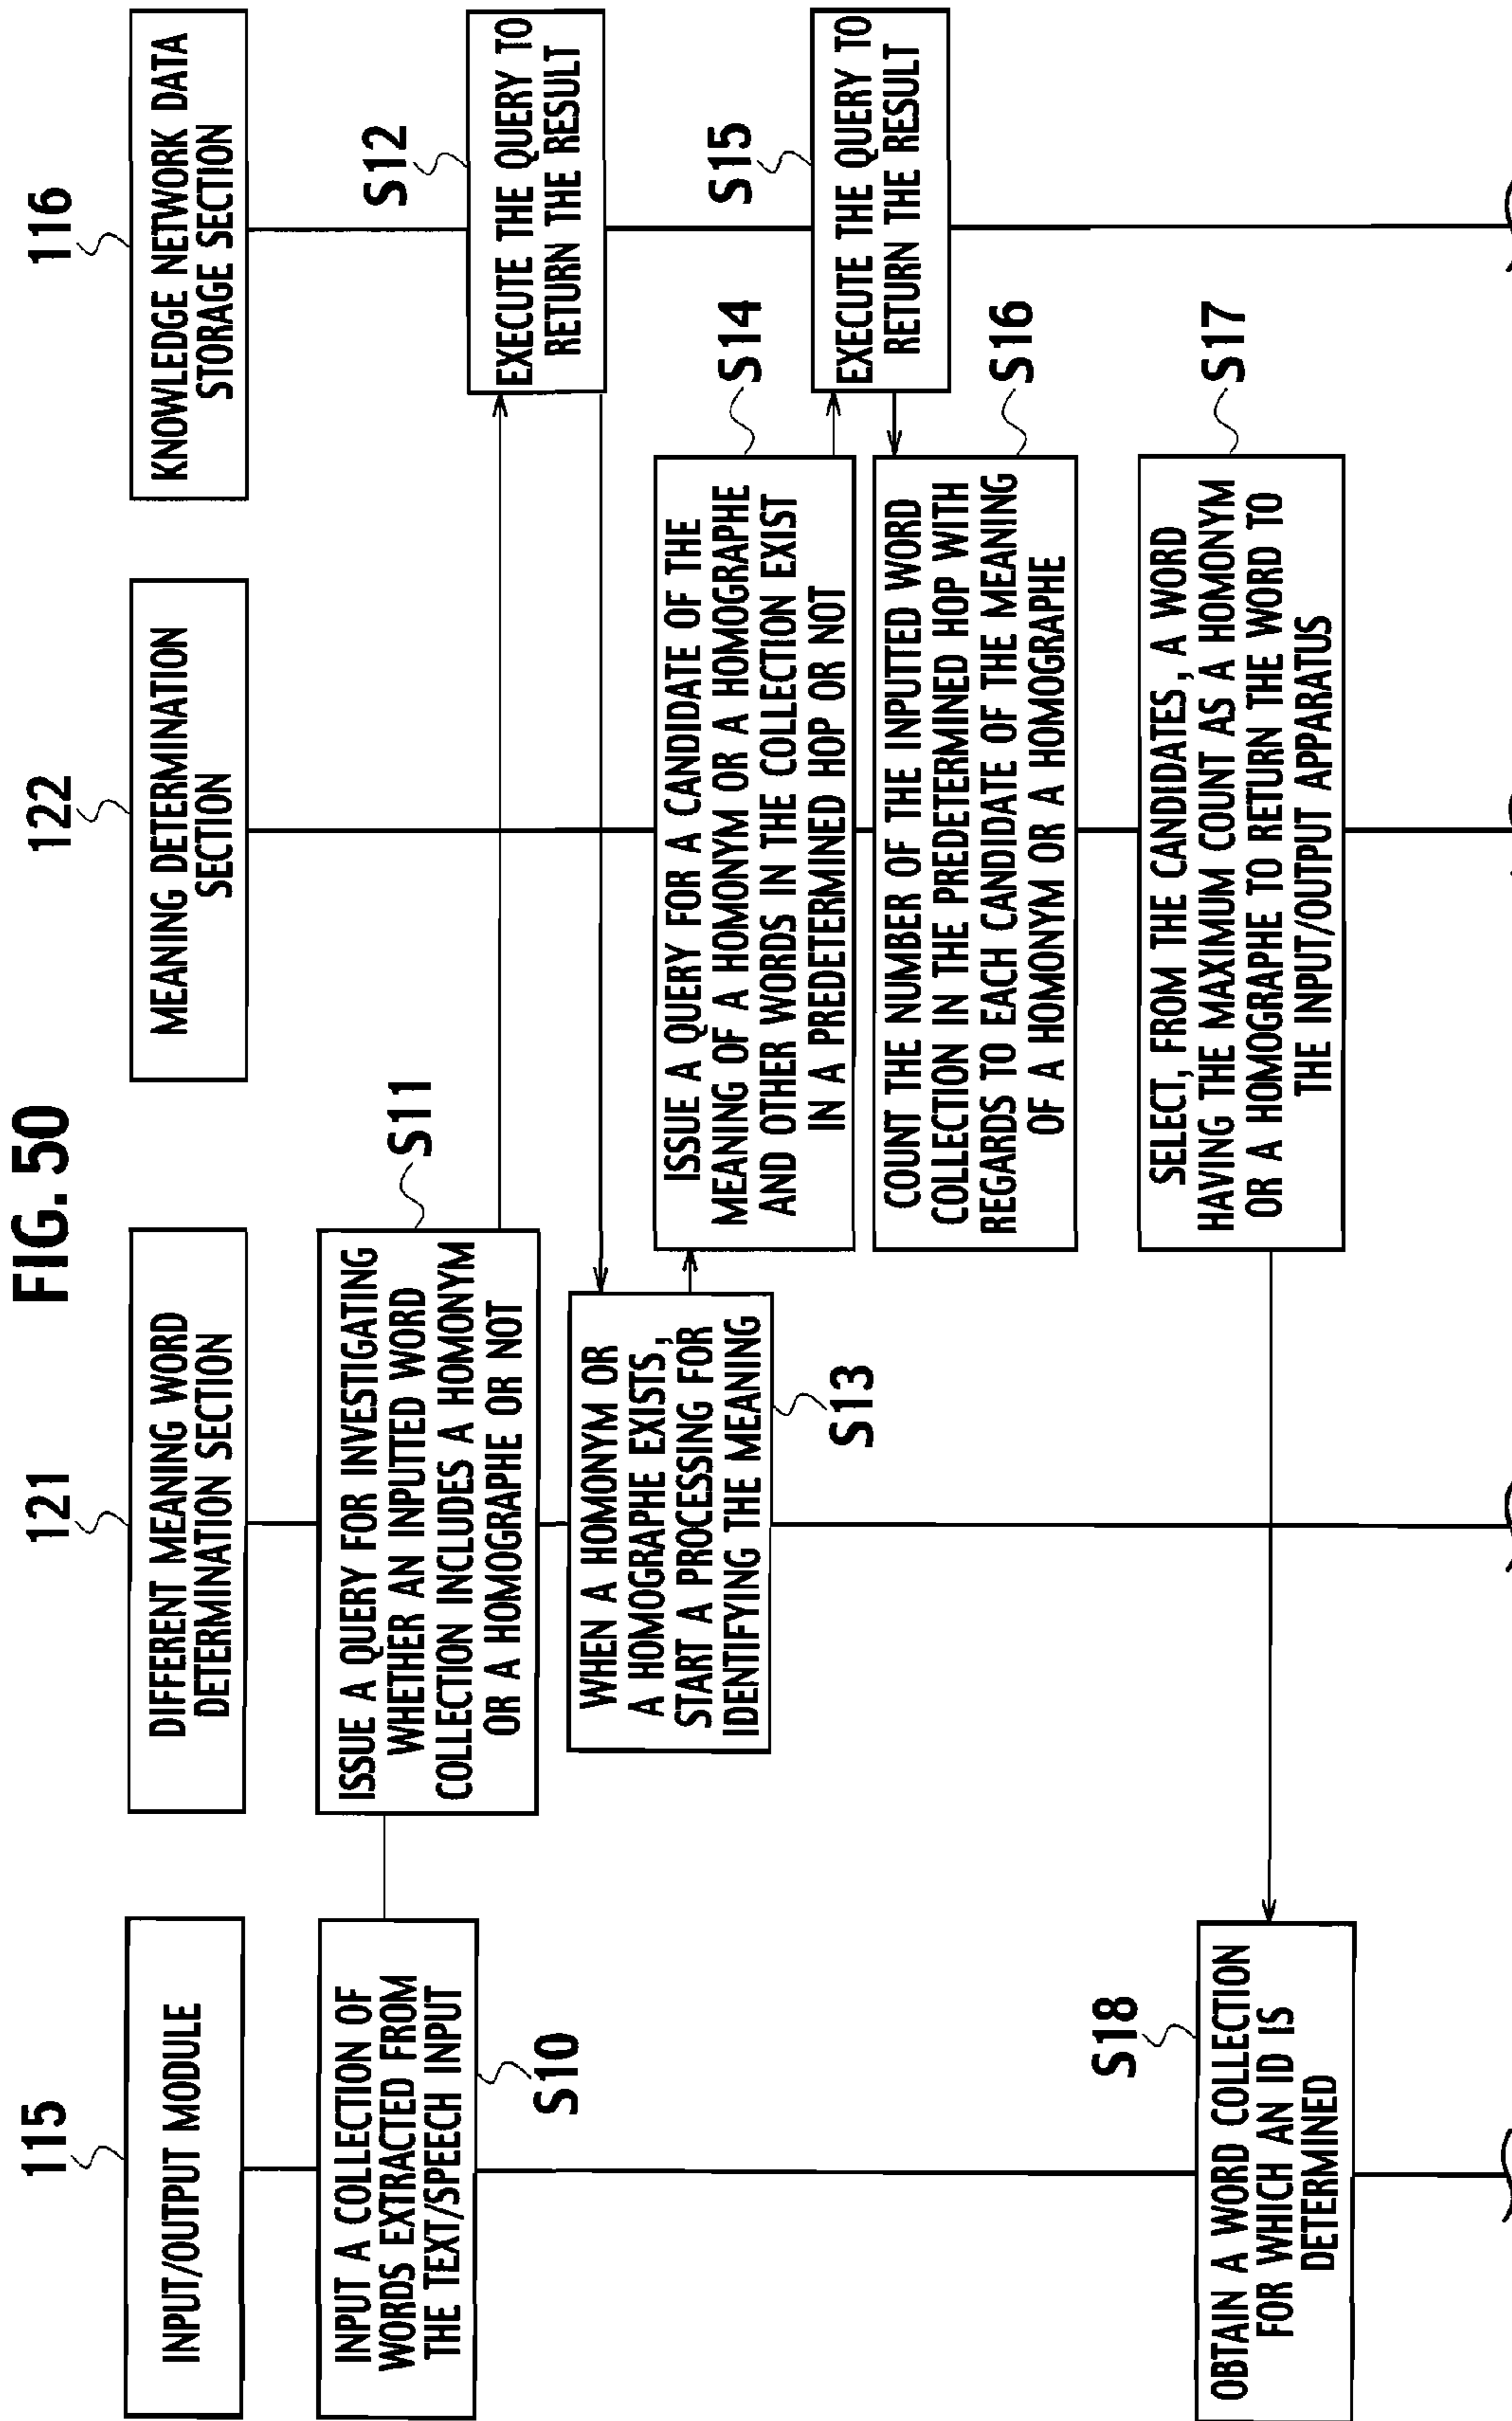 FIG. 50
115
INPUT/OUTPUT MODULE
121
DIFFERENT MEANING WORD
DETERMINATION SECTION
122
MEANING DETERMINATION
SECTION
116
KNOWLEDGE NETWORK DATA
STORAGE SECTION
INPUT A COLLECTION OF
WORDS EXTRACTED FROM
THE TEXT/SPEECH INPUT
S10
ISSUE A QUERY FOR INVESTIGATING
WHETHER AN INPUTTED WORD
COLLECTION INCLUDES A HOMONYM
OR A HOMOGRAPHE OR NOT
S11
S12
EXECUTE THE QUERY TO
RETURN THE RESULT
WHEN A HOMONYM OR
A HOMOGRAPHE EXISTS,
START A PROCESSING FOR
IDENTIFYING THE MEANING
S13
S14
ISSUE A QUERY FOR A CANDIDATE OF THE
MEANING OF A HOMONYM OR A HOMOGRAPHE
AND OTHER WORDS IN THE COLLECTION EXIST
IN A PREDETERMINED HOP OR NOT
S15
EXECUTE THE QUERY TO
RETURN THE RESULT
COUNT THE NUMBER OF THE INPUTTED WORD
COLLECTION IN THE PREDETERMINED HOP WITH
REGARDS TO EACH CANDIDATE OF THE MEANING
OF A HOMONYM OR A HOMOGRAPHE
S16
SELECT, FROM THE CANDIDATES, A WORD
HAVING THE MAXIMUM COUNT AS A HOMONYM
OR A HOMOGRAPHE TO RETURN THE WORD TO
THE INPUT/OUTPUT APPARATUS
S17
S18
OBTAIN A WORD COLLECTION
FOR WHICH AN ID IS
DETERMINED